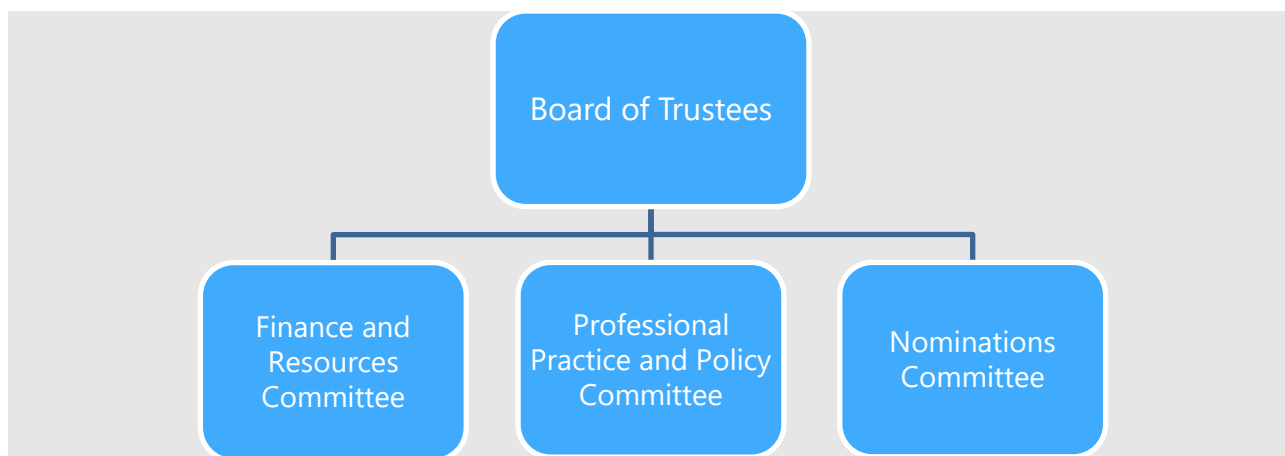 Board of Trustees
Finance and
Resources
Committee
Professional
Practice and Policy
Committee
Nominations
Committee